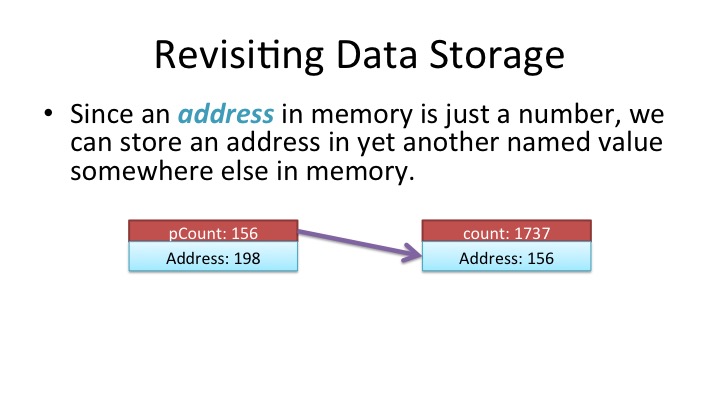 Revisiting Data Storage
• Since an address in memory is just a number, we
can store an address in yet another named value
somewhere else in memory.
pCount: 156
Address: 198
count: 1737
Address: 156